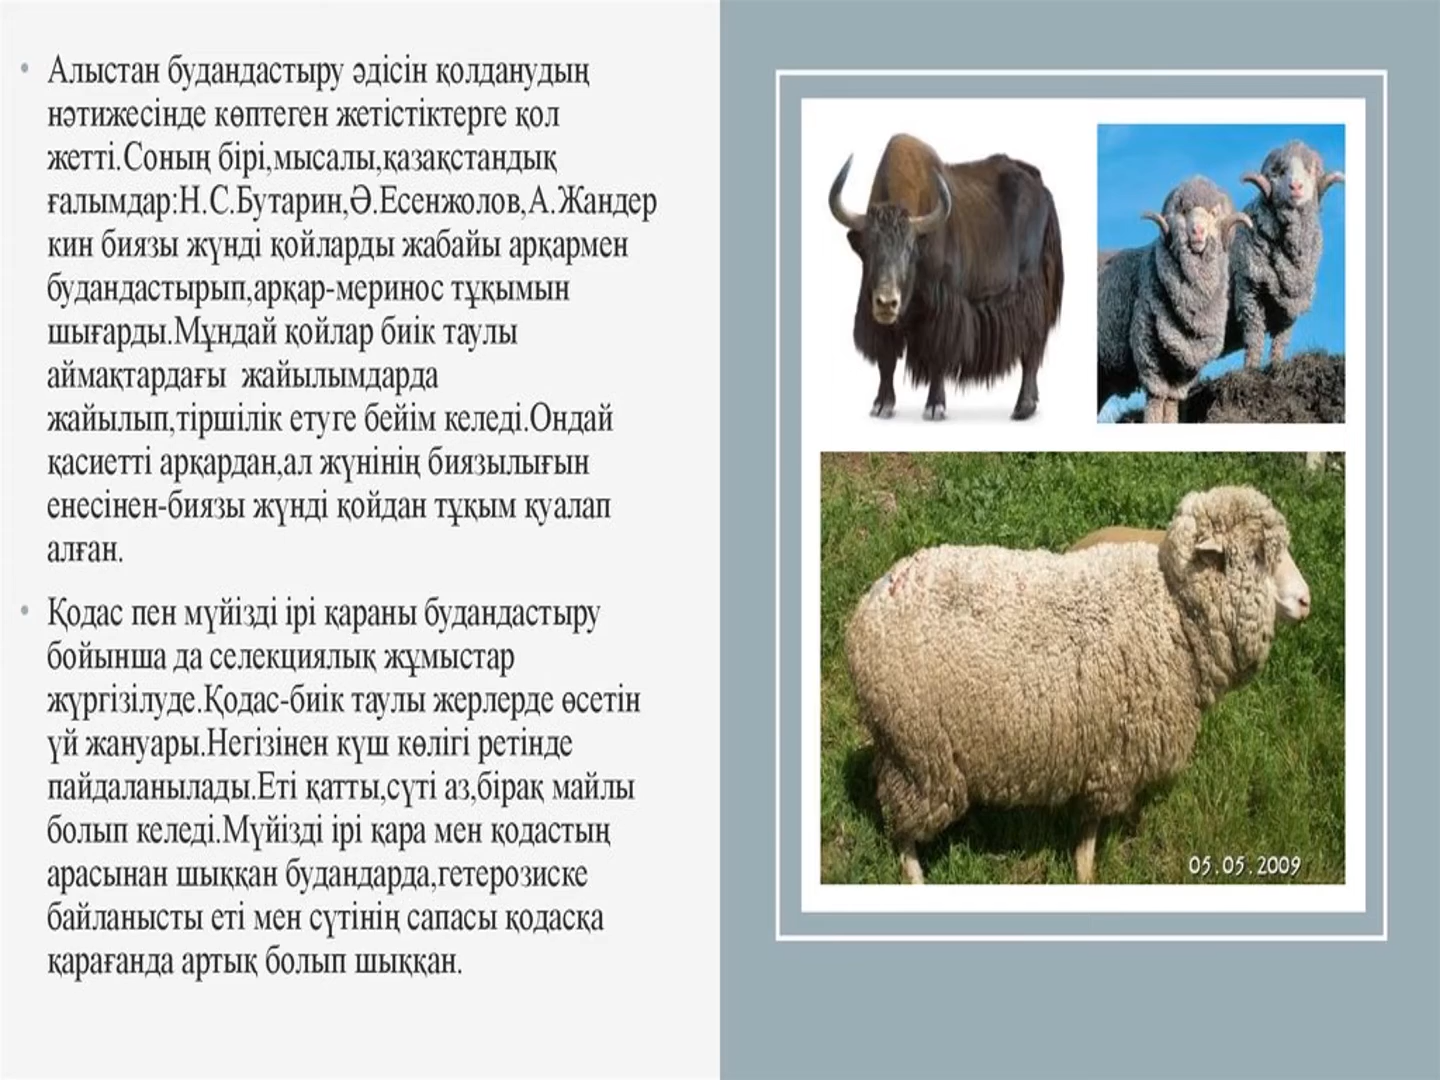 Алыстан будандастыру әдісін қолданудың
нәтижесінде көптеген жетістіктерге қол
жетті.Соның бірі,мысалы,қазақстандық
ғалымдар:Н.С.Бутарин,Ә.Есенжолов,А.Жандер
кин биязы жүнді қойларды жабайы арқармен
будандастырып,арқар-меринос тұқымын
шығарды.Мұндай қойлар биік таулы
аймақтардағы  жайылымдарда
жайылып,тіршілік етуге бейім келеді.Ондай
қасиетті арқардан,ал жүнінің биязылығын
енесінен-биязы жүнді қойдан тұқым қуалап
алған.
Қодас пен мүйізді ірі қараны будандастыру
бойынша да селекциялық жұмыстар
жүргізілуде.Қодас-биік таулы жерлерде өсетін
үй жануары.Негізінен күш көлігі ретінде
пайдаланылады.Еті қатты,сүті аз,бірақ майлы
болып келеді.Мүйізді ірі қара мен қодастың
арасынан шыққан будандарда,гетерозиске
байланысты еті мен сүтінің сапасы қодасқа
қарағанда артық болып шыққан.
05.05.2009